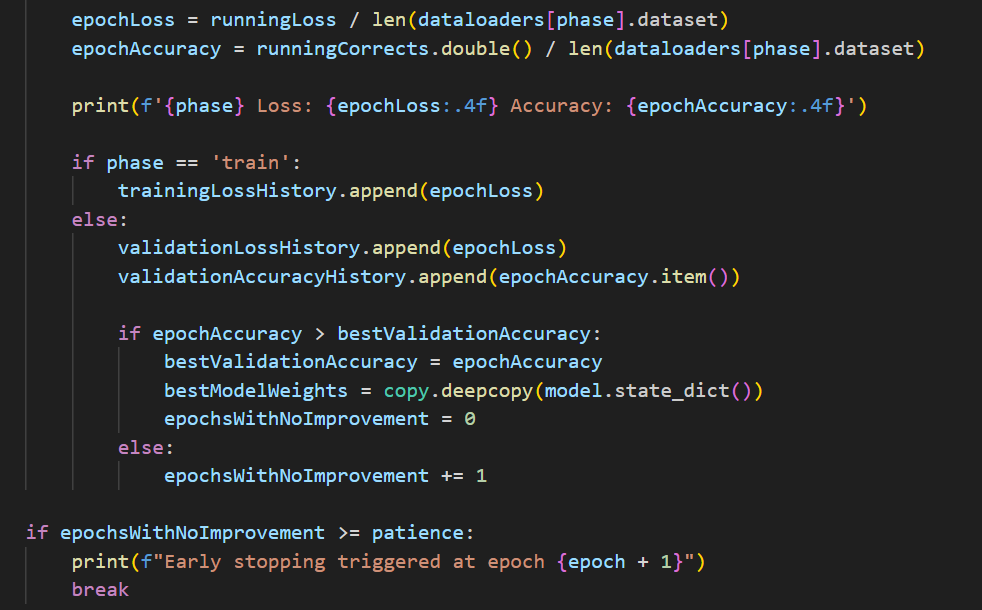 epochLoss = runningLoss / len(dataloaders[phase].dataset)
epochAccuracy = runningCorrects.double() / len(dataloaders[phase].dataset)
print(f'{phase} Loss: {epochLoss:.4f} Accuracy: {epochAccuracy:.4f}')
if phase == 'train':
trainingLossHistory.append(epochLoss)
else:
validationLossHistory.append(epochLoss)
validationAccuracyHistory.append(epochAccuracy.item())
if epochAccuracy > bestValidationAccuracy:
bestValidationAccuracy = epochAccuracy
bestModelWeights = copy.deepcopy(model.state_dict())
epochsWithNoImprovement = 0
else:
epochsWithNoImprovement += 1
if epochsWithNoImprovement >= patience:
print(f"Early stopping triggered at epoch {epoch + 1}")
break